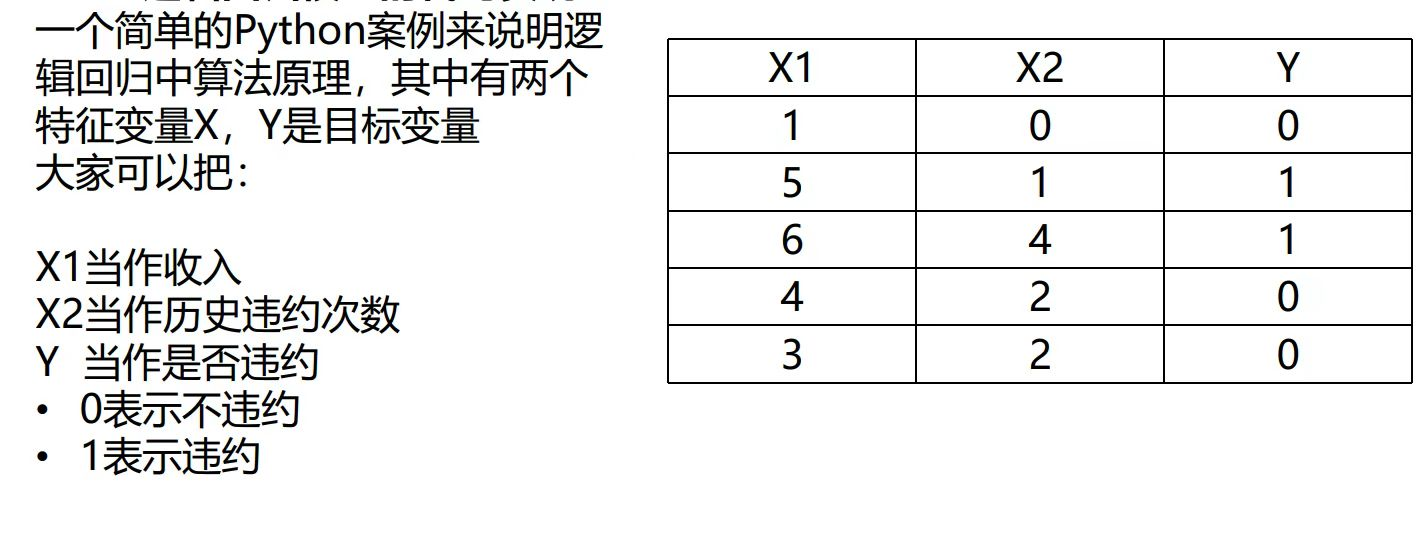 一个简单的Python案例来说明逻
辑回归中算法原理，其中有两个
特征变量X，Y是目标变量
大家可以把：
X1当作收入
X2当作历史违约次数
Y 当作是否违约
• 0表示不违约
• 1表示违约
X1 X2 Y
1 0 0
5 1 1
6 4 1
4 2 0
3 2 0